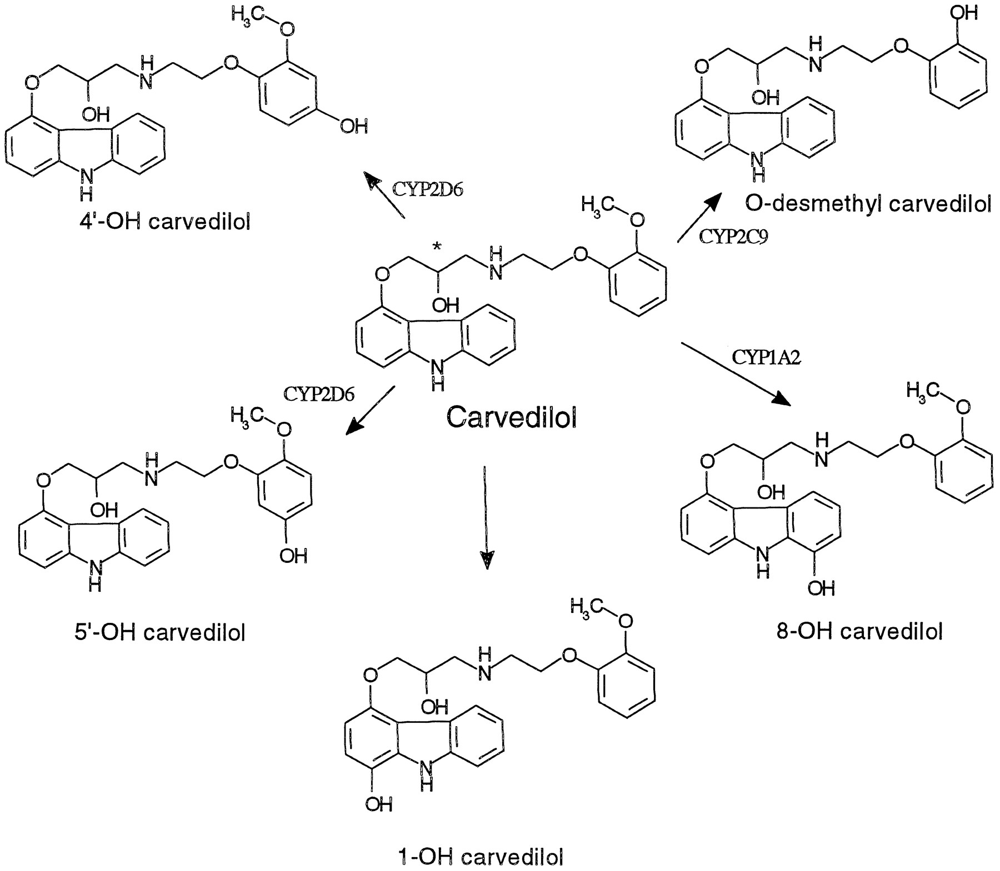 H3C
O
OH
H
N
O
O
H
N
O
O
OH
OH
N
H
4'-OH carvedilol
OH
N
H
O-desmethyl carvedilol
CYP2D6
CYP2C9
H3C
O
*
H
N
O
O
OH
N
H
Carvedilol
CYP1A2
CYP2D6
H3C
O
H
N
O
O
OH
N
H
OH
5'-OH carvedilol
H3C
O
H
N
O
O
OH
N
H
OH
8-OH carvedilol
H3C
O
H
N
O
O
OH
N
H
OH
1-OH carvedilol